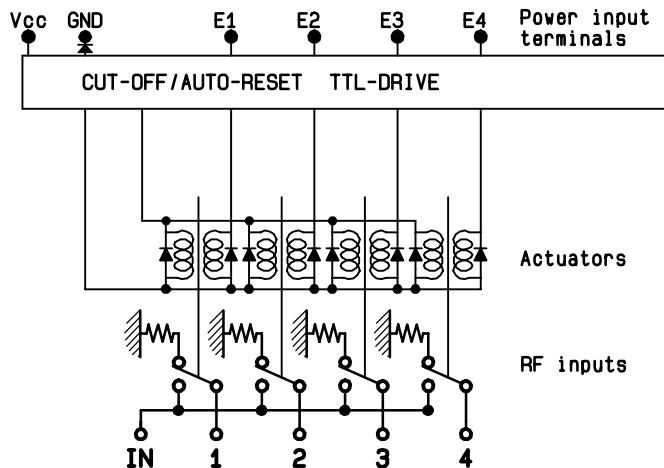 Vcc GND E1 E2 E3 E4 Power input
terminals
CUT-OFF/AUTO-RESET TTL-DRIVE
Actuators
RF inputs
IN 1 2 3 4